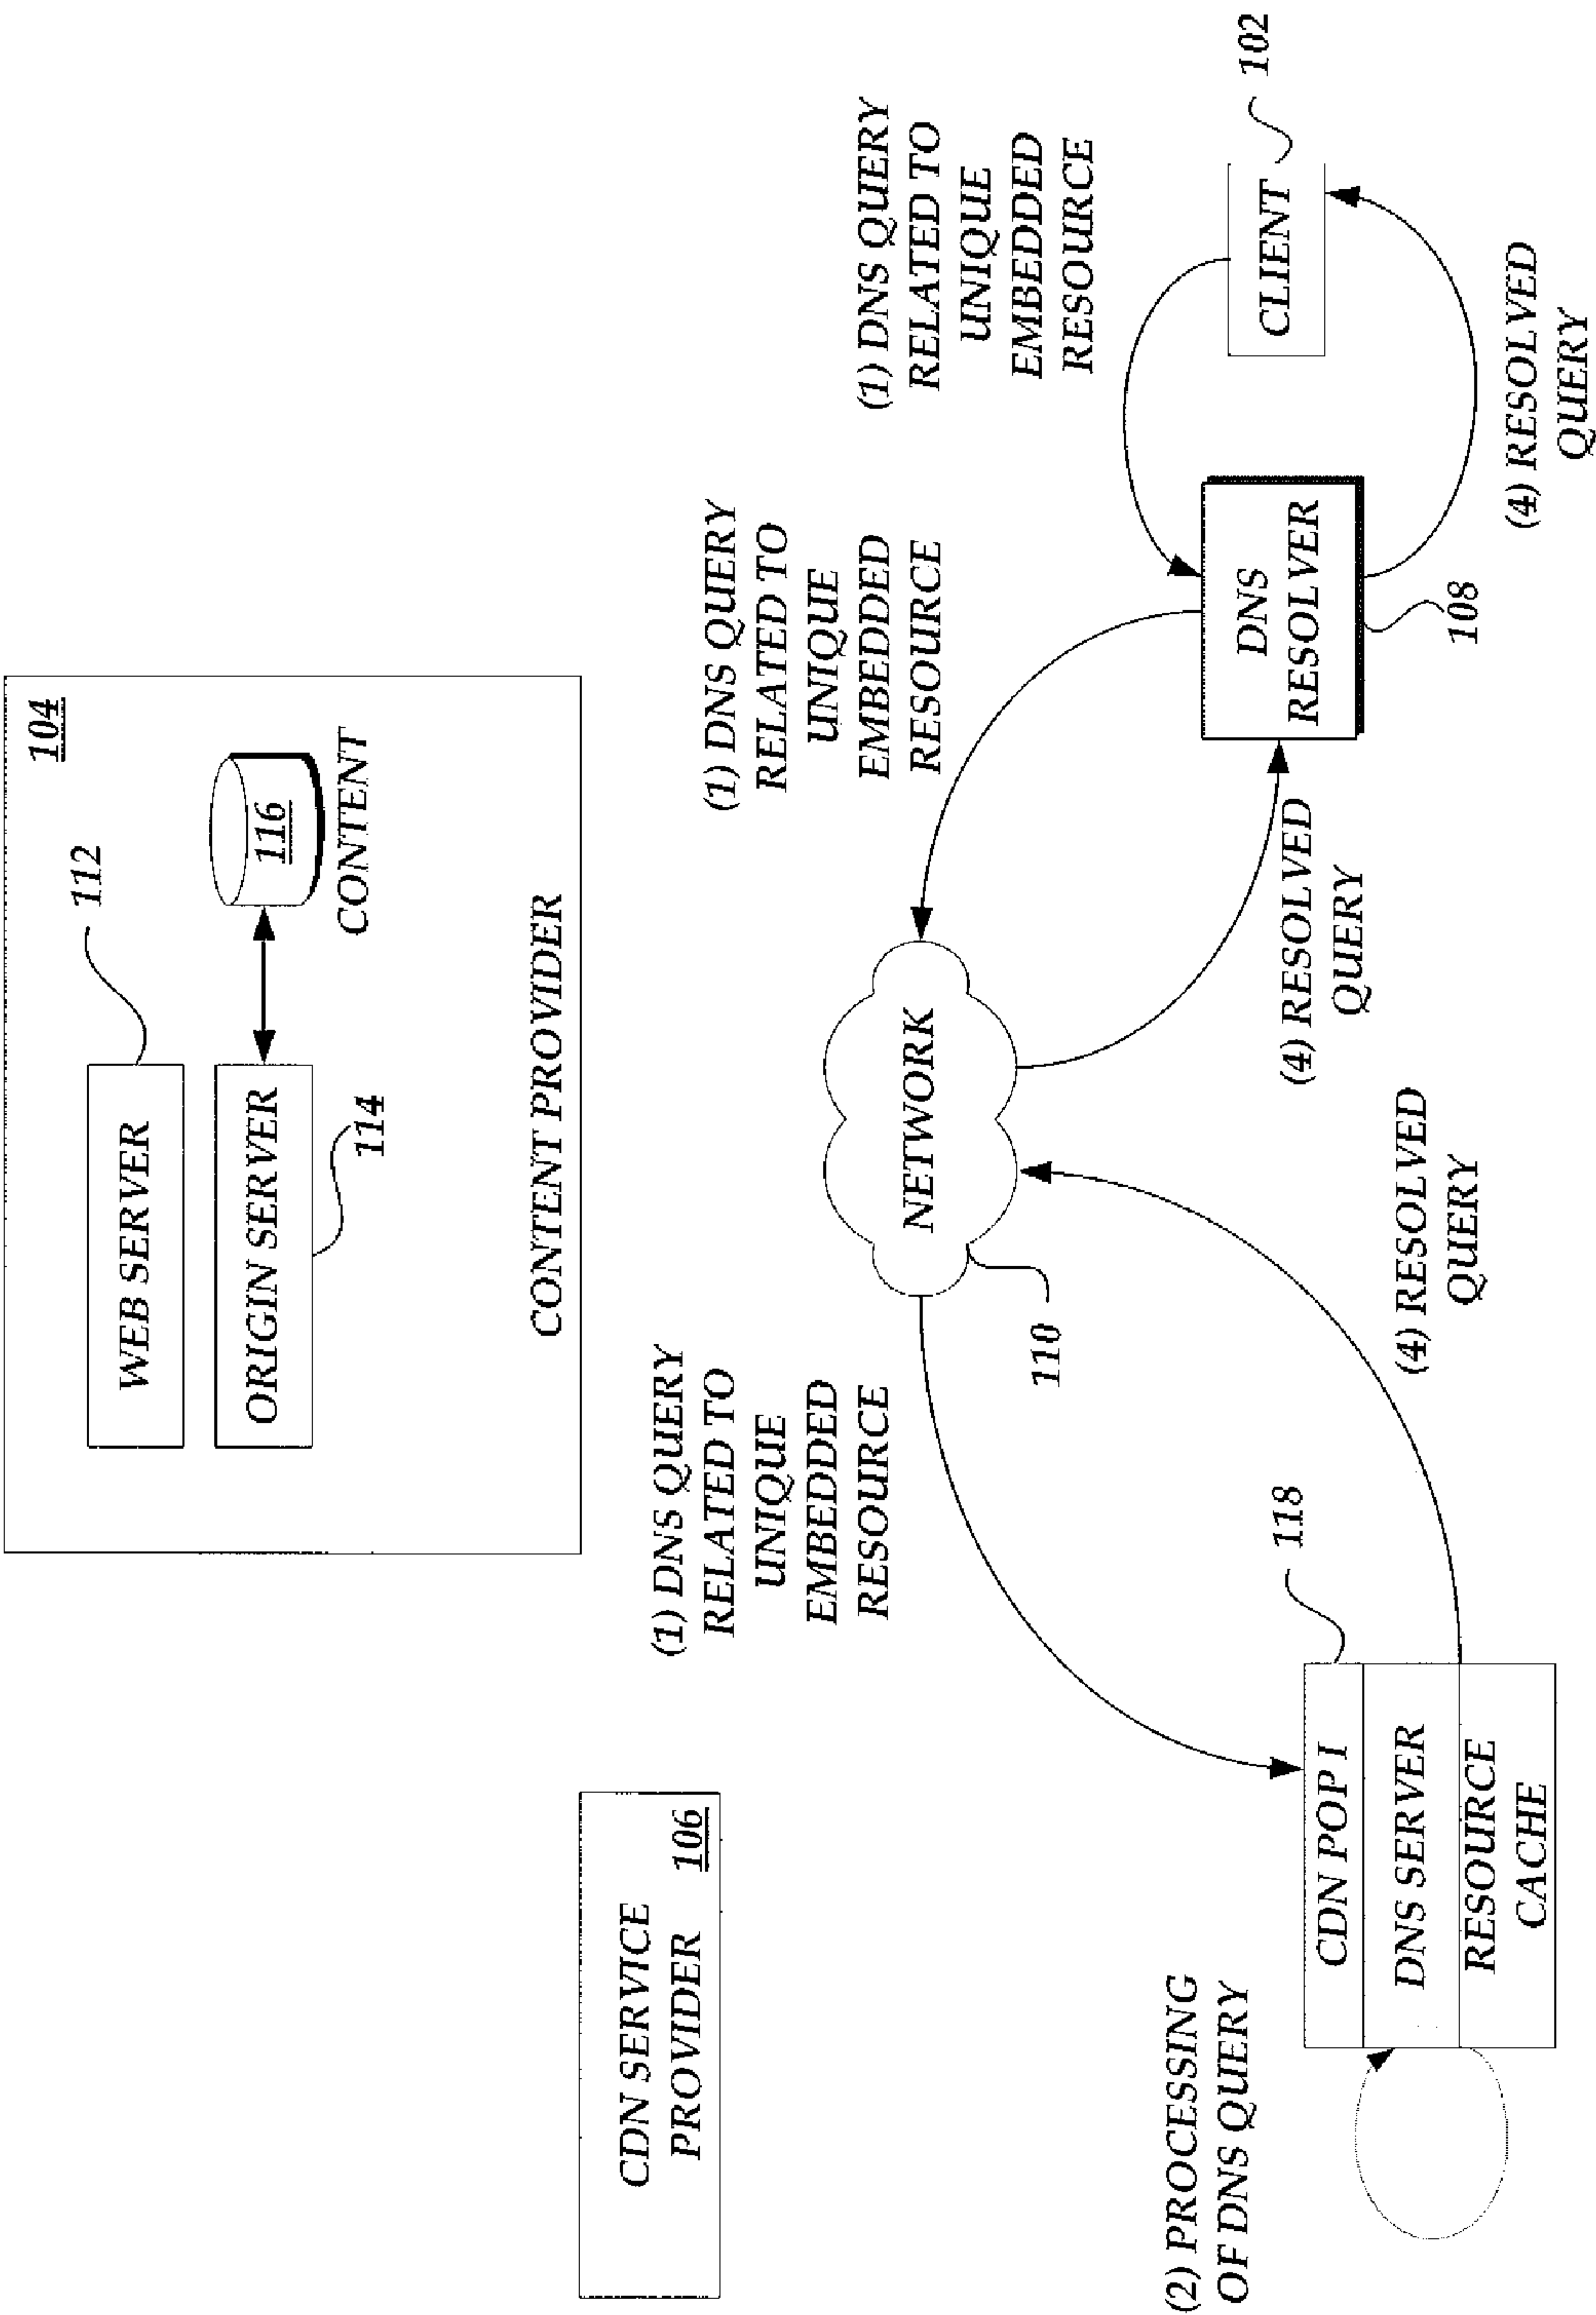 104
112
WEB SERVER
ORIGIN SERVER
116
CONTENT
114
CONTENT PROVIDER
CDN SERVICE
PROVIDER
106
(1) DNS QUERY
RELATED TO
UNIQUE
EMBEDDED
RESOURCE
(1) DNS QUERY
RELATED TO
UNIQUE
EMBEDDED
RESOURCE
(1) DNS QUERY
RELATED TO
UNIQUE
EMBEDDED
RESOURCE
102
CLIENT
NETWORK
110
DNS
RESOLVER
108
(4) RESOLVED
QUERY
(4) RESOLVED
QUERY
(4) RESOLVED
QUERY
118
(2) PROCESSING
OF DNS QUERY
CDN POP I
DNS SERVER
RESOURCE
CACHE